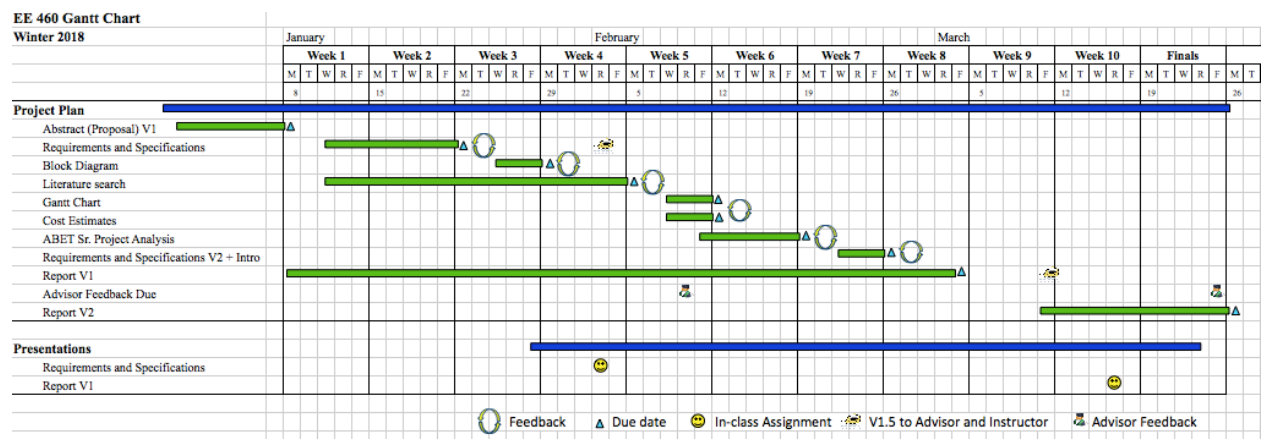 EE 460 Gantt Chart
Winter 2018 January February March
Week 1 Week 2 Week 3 Week 4 Week 5 Week 6 Week 7 Week 8 Week 9 Week 10 Finals
M T W R F M T W R F M T W R F M T W R F M T W R F M T W R F M T W R F M T W R F M T W R F M T W R F M T W R F M T
8 15 22 29 5 12 19 26 5 12 19 26
Project Plan
Abstract (Proposal) V1
Requirements and Specifications
Block Diagram
Literature search
Gantt Chart
Cost Estimates
ABET Sr. Project Analysis
Requirements and Specifications V2 + Intro
Report V1
Advisor Feedback Due
Report V2
Presentations
Requirements and Specifications
Report V1
Feedback Due date In-class Assignment V1.5 to Advisor and Instructor Advisor Feedback